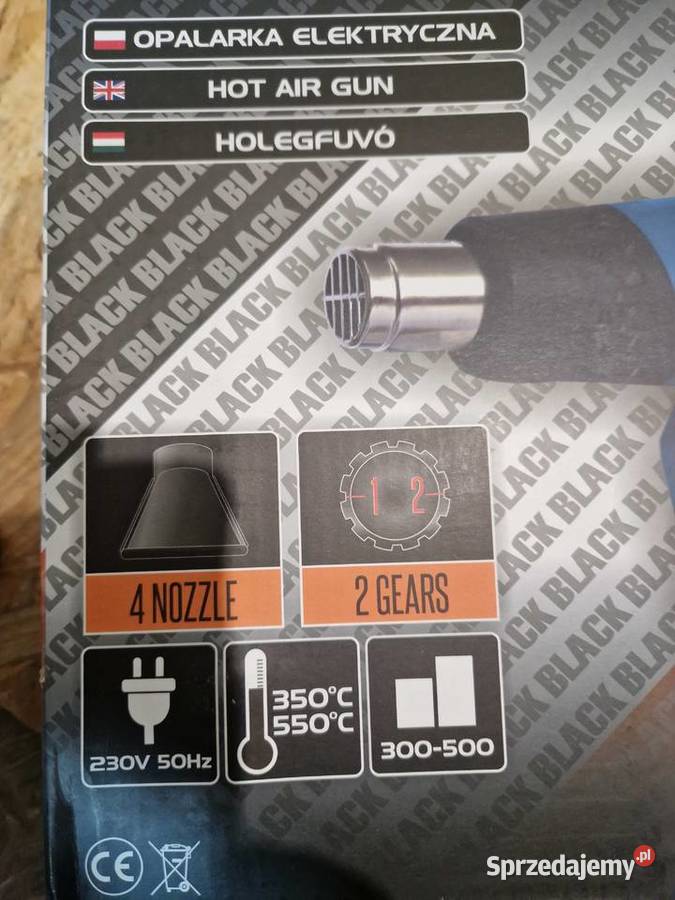 OPALARKA ELEKTRYCZNA
HOT AIR GUN
HOLEGFUVÓ
BLACK BLACK BLACK BLACK
1 2
4 NOZZLE
2 GEARS
230V 50Hz
350°C
550°C
300-500
CE
Sprzedajemy.pl